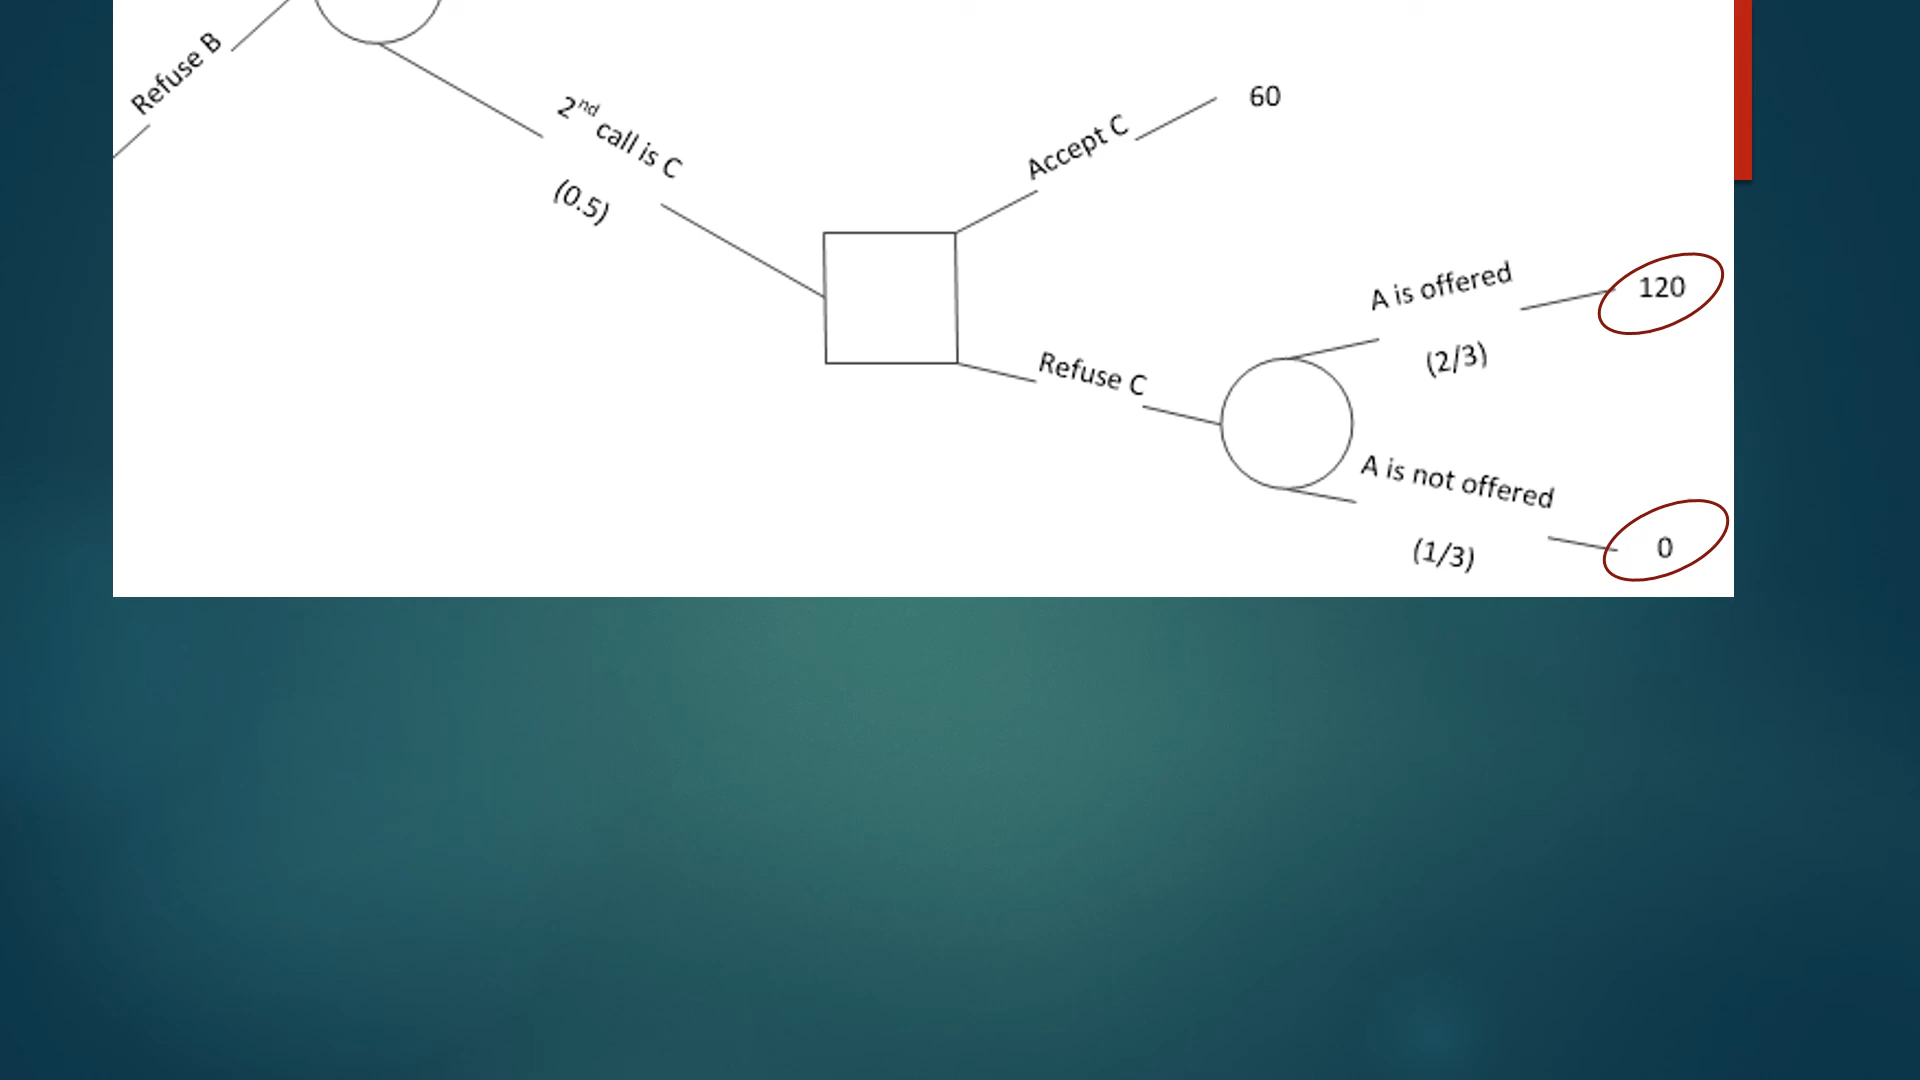 Refuse B
2nd call is C
(0.5)
Accept C
60
Refuse C
A is offered
(2/3)
120
A is not offered
(1/3)
0